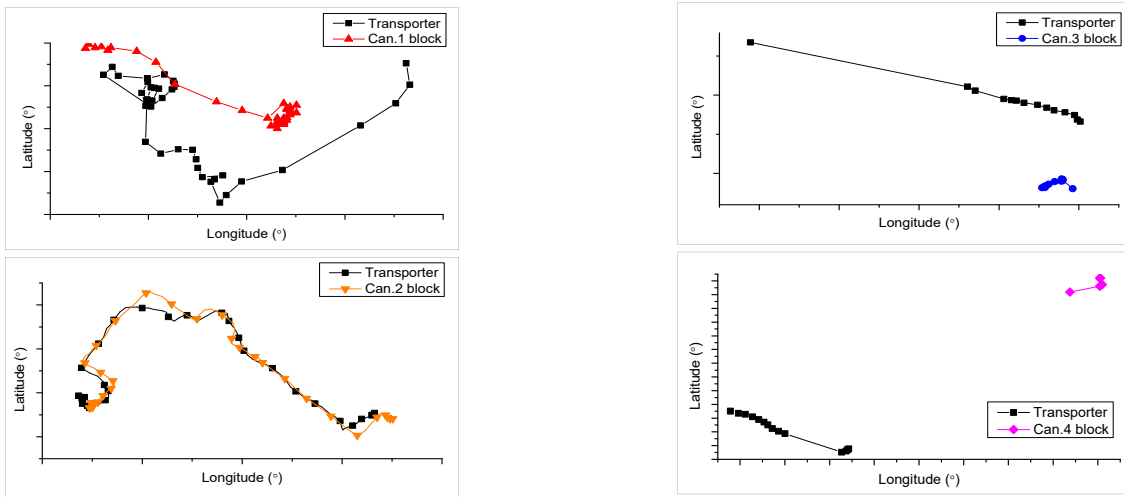 Transporter
Can.1 block
Latitude (°)
Longitude (°)
Transporter
Can.3 block
Latitude (°)
Longitude (°)
Transporter
Can.2 block
Latitude (°)
Longitude (°)
Transporter
Can.4 block
Latitude (°)
Longitude (°)